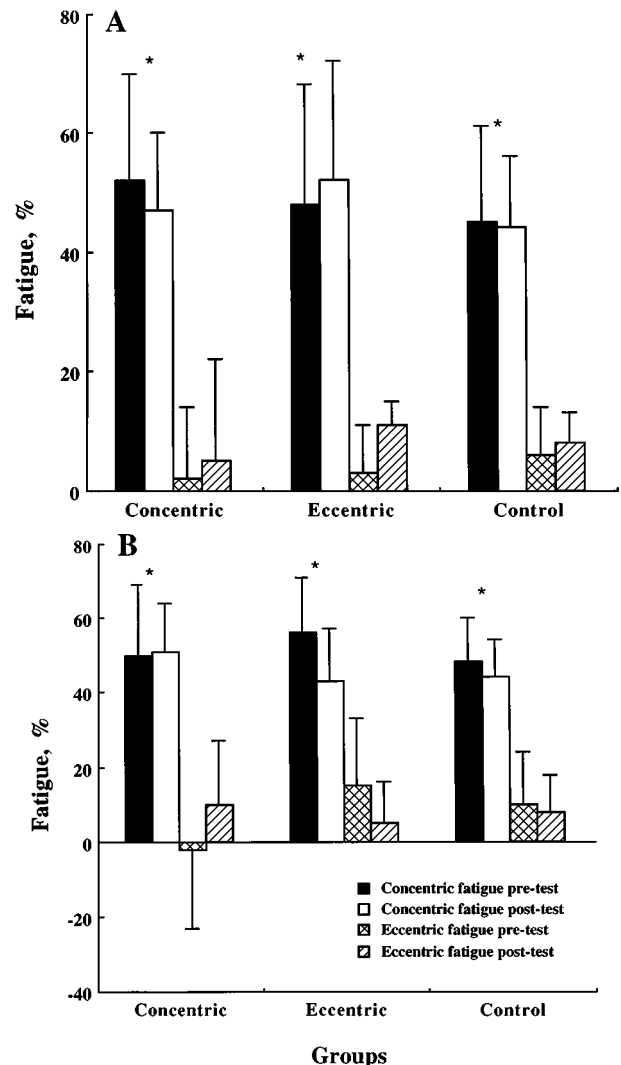 A
80
60
40
20
0
Fatigue, %
* * *
Concentric Eccentric Control
B
80
60
40
20
0
-20
-40
Fatigue, %
* * *
Concentric fatigue pre-test
Concentric fatigue post-test
Eccentric fatigue pre-test
Eccentric fatigue post-test
Concentric Eccentric Control
Groups